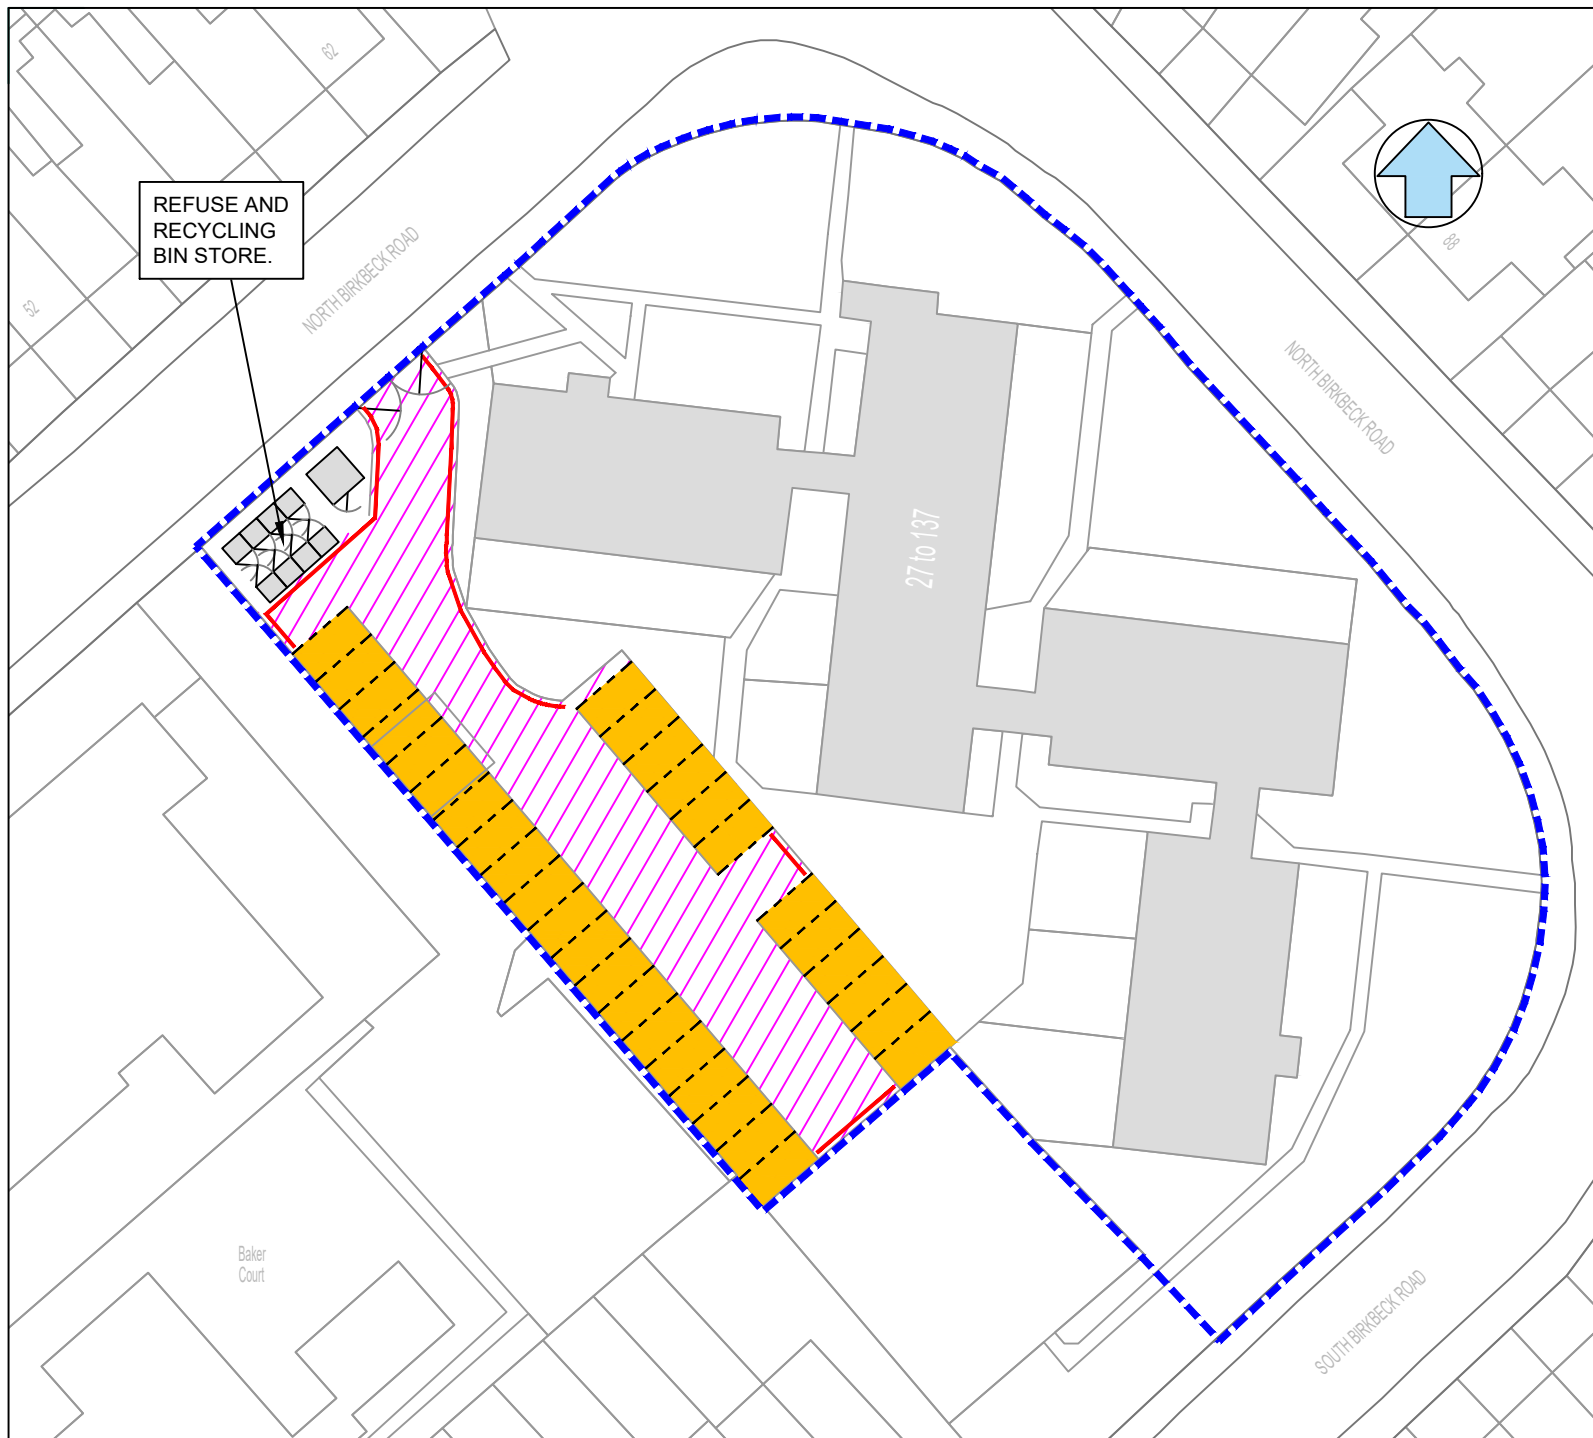 62
REFUSE AND
RECYCLING
BIN STORE.
NORTH BIRKBECK ROAD
52
88
NORTH BIRKBECK ROAD
27 to 137
Baker
Court
SOUTH BIRKBECK ROAD